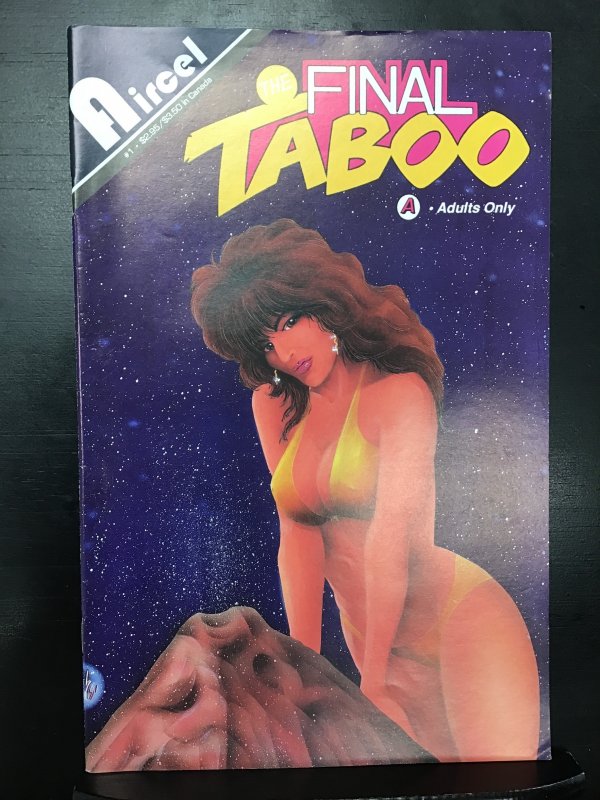 Aircel
#1 • $2.95/$3.50 in Canada
THE
FINAL
TABOO
A • Adults Only